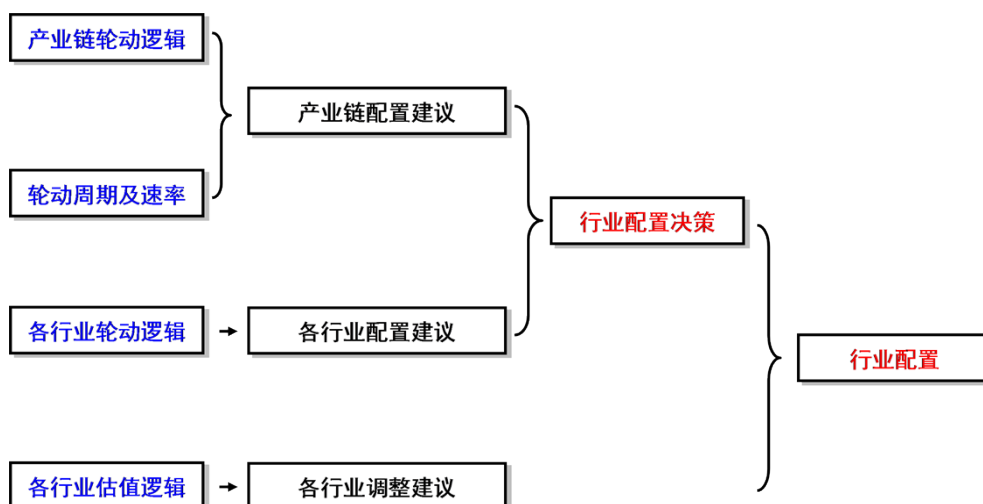 产业链轮动逻辑
产业链配置建议
轮动周期及速率
行业配置决策
各行业轮动逻辑
各行业配置建议
行业配置
各行业估值逻辑
各行业调整建议